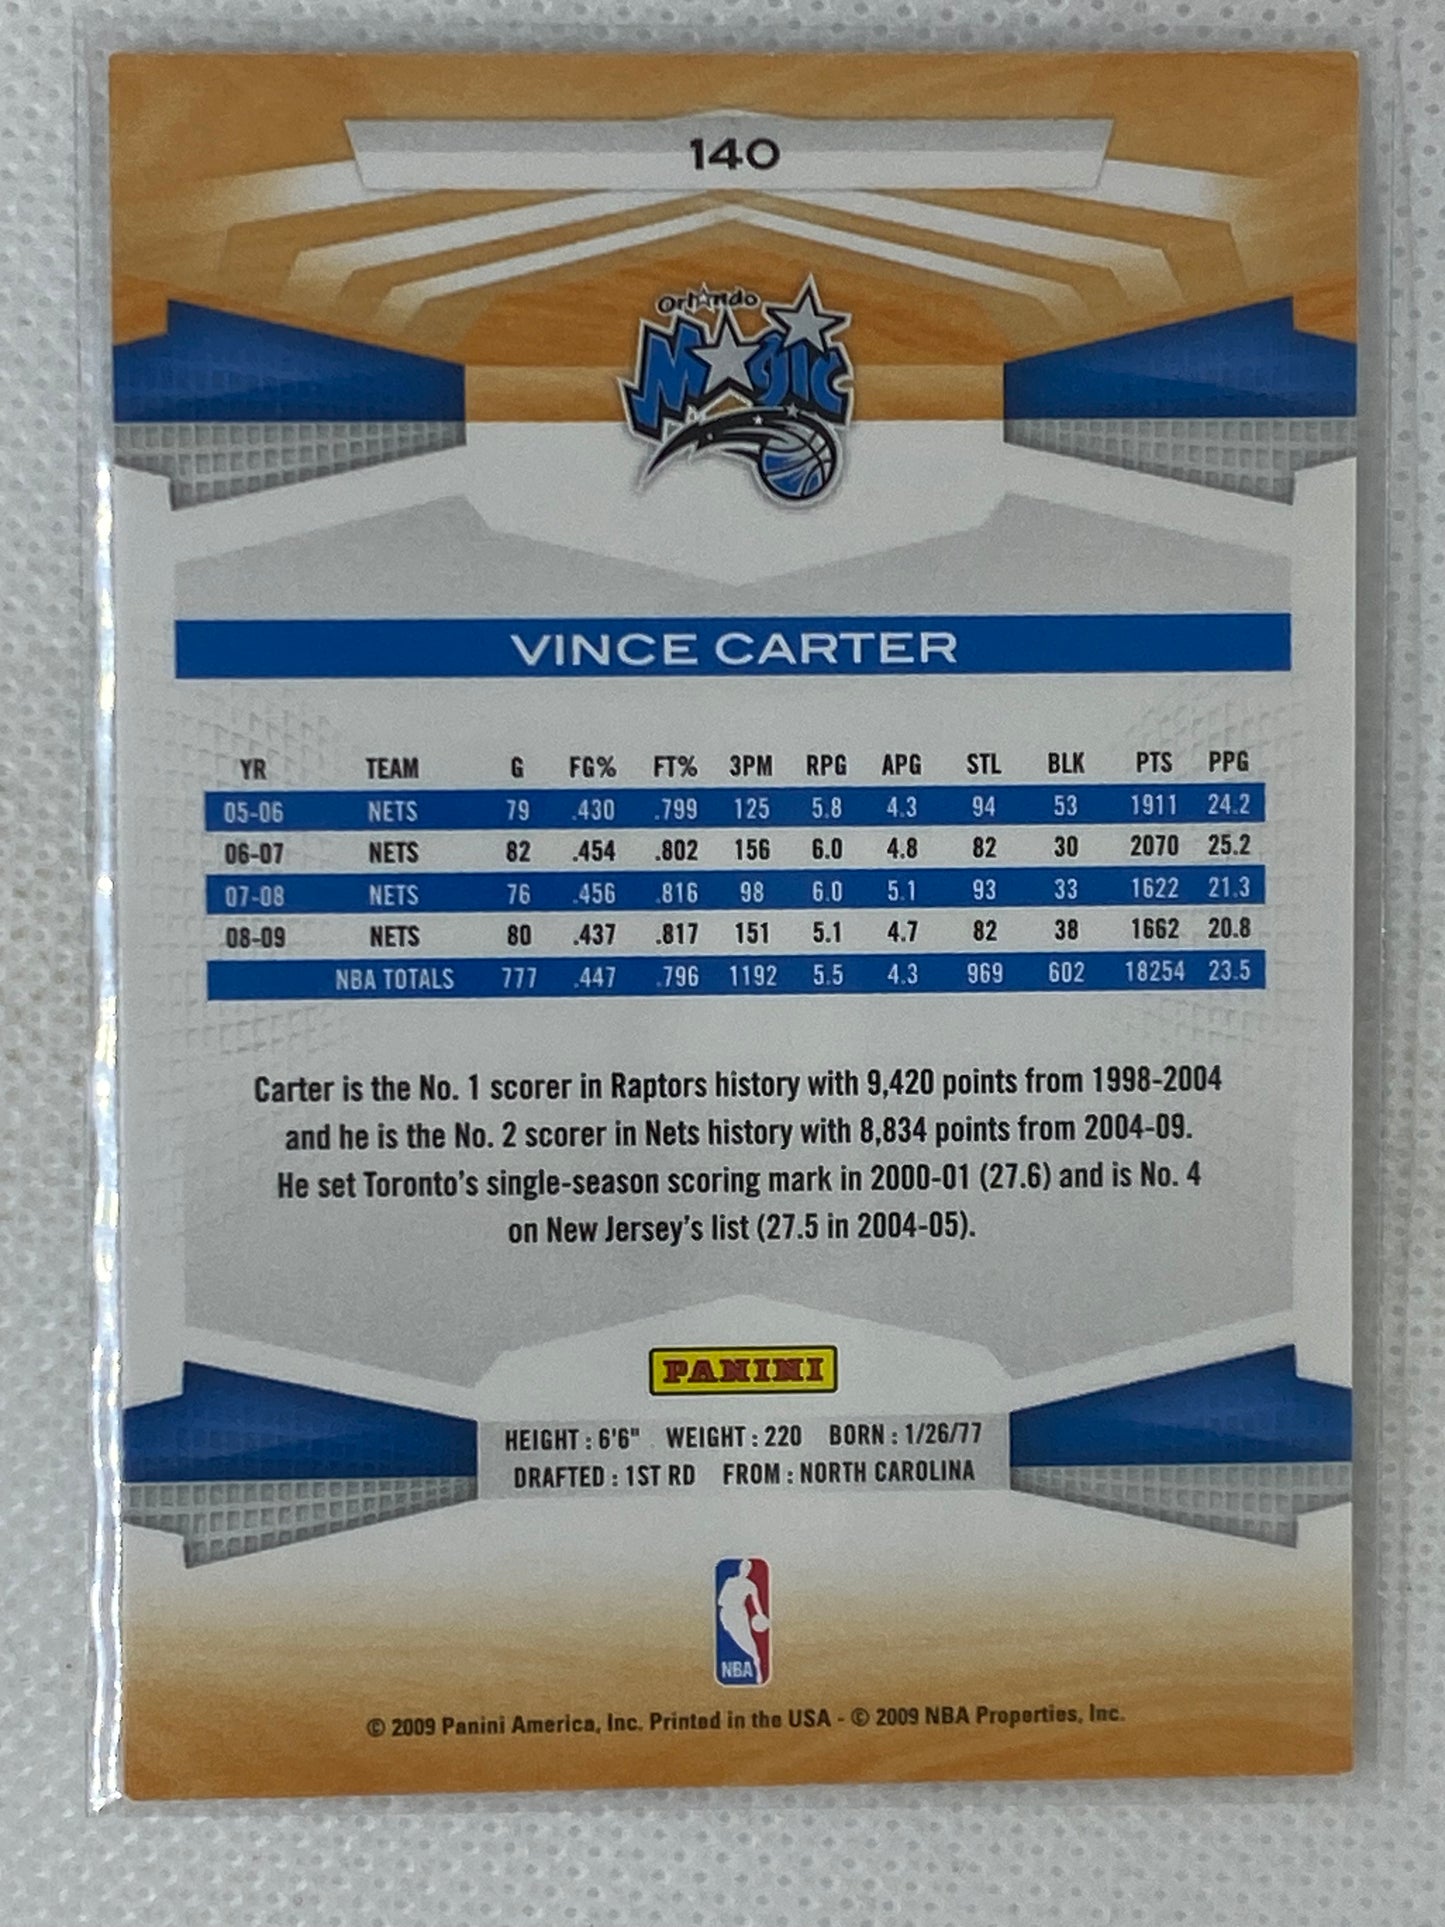 140
Orlando
Magic
VINCE CARTER
YR TEAM G FG% FT% 3PM RPG APG STL BLK PTS PPG
05-06 NETS 79 .430 .799 125 5.8 4.3 94 53 1911 24.2
06-07 NETS 82 .454 .802 156 6.0 4.8 82 30 2070 25.2
07-08 NETS 76 .456 .816 98 6.0 5.1 93 33 1622 21.3
08-09 NETS 80 .437 .817 151 5.1 4.7 82 38 1662 20.8
NBA TOTALS 777 .447 .796 1192 5.5 4.3 969 602 18254 23.5
Carter is the No. 1 scorer in Raptors history with 9,420 points from 1998-2004
and he is the No. 2 scorer in Nets history with 8,834 points from 2004-09.
He set Toronto's single-season scoring mark in 2000-01 (27.6) and is No. 4
on New Jersey's list (27.5 in 2004-05).
PANINI
HEIGHT : 6'6" WEIGHT : 220 BORN : 1/26/77
DRAFTED : 1ST RD FROM : NORTH CAROLINA
NBA
© 2009 Panini America, Inc. Printed in the USA - © 2009 NBA Properties, Inc.